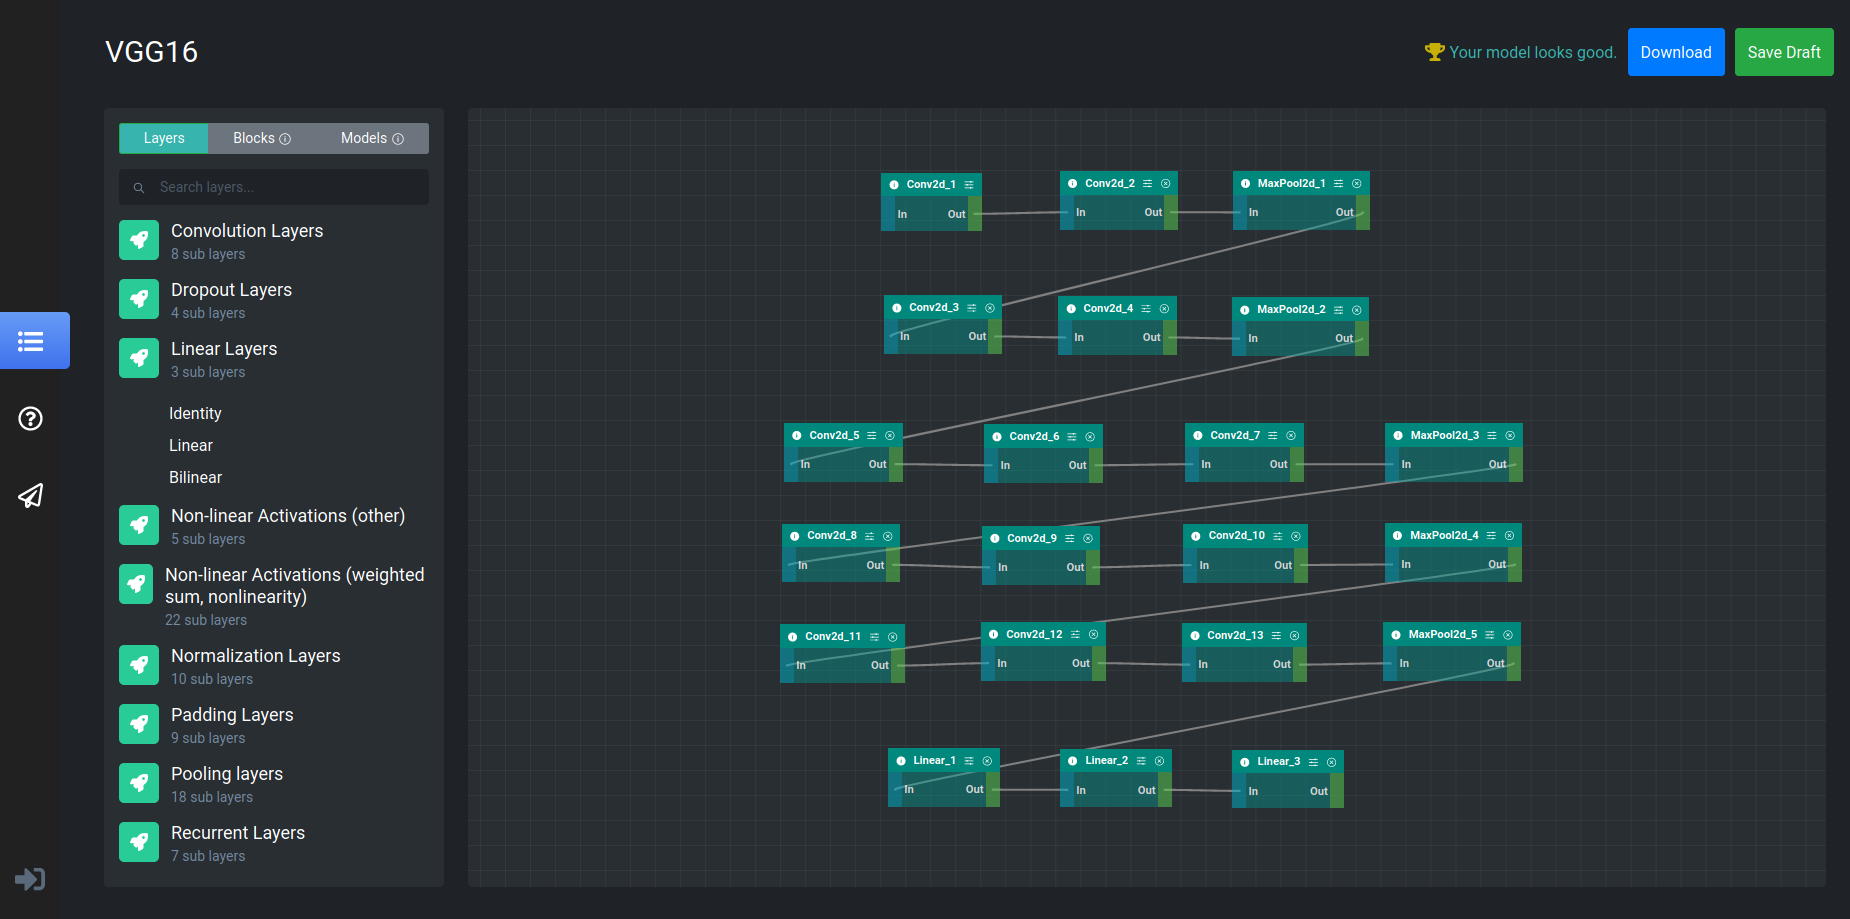 VGG16
Your model looks good.
Download
Save Draft
Layers
Blocks
Models
Search layers...
Convolution Layers
8 sub layers
Dropout Layers
4 sub layers
Linear Layers
3 sub layers
Identity
Linear
Bilinear
Non-linear Activations (other)
5 sub layers
Non-linear Activations (weighted
sum, nonlinearity)
22 sub layers
Normalization Layers
10 sub layers
Padding Layers
9 sub layers
Pooling layers
18 sub layers
Recurrent Layers
7 sub layers
Conv2d_1
In Out
Conv2d_2
In Out
MaxPool2d_1
In Out
Conv2d_3
In Out
Conv2d_4
In Out
MaxPool2d_2
In Out
Conv2d_5
In Out
Conv2d_6
In Out
Conv2d_7
In Out
MaxPool2d_3
In Out
Conv2d_8
In Out
Conv2d_9
In Out
Conv2d_10
In Out
MaxPool2d_4
In Out
Conv2d_11
In Out
Conv2d_12
In Out
Conv2d_13
In Out
MaxPool2d_5
In Out
Linear_1
In Out
Linear_2
In Out
Linear_3
In Out